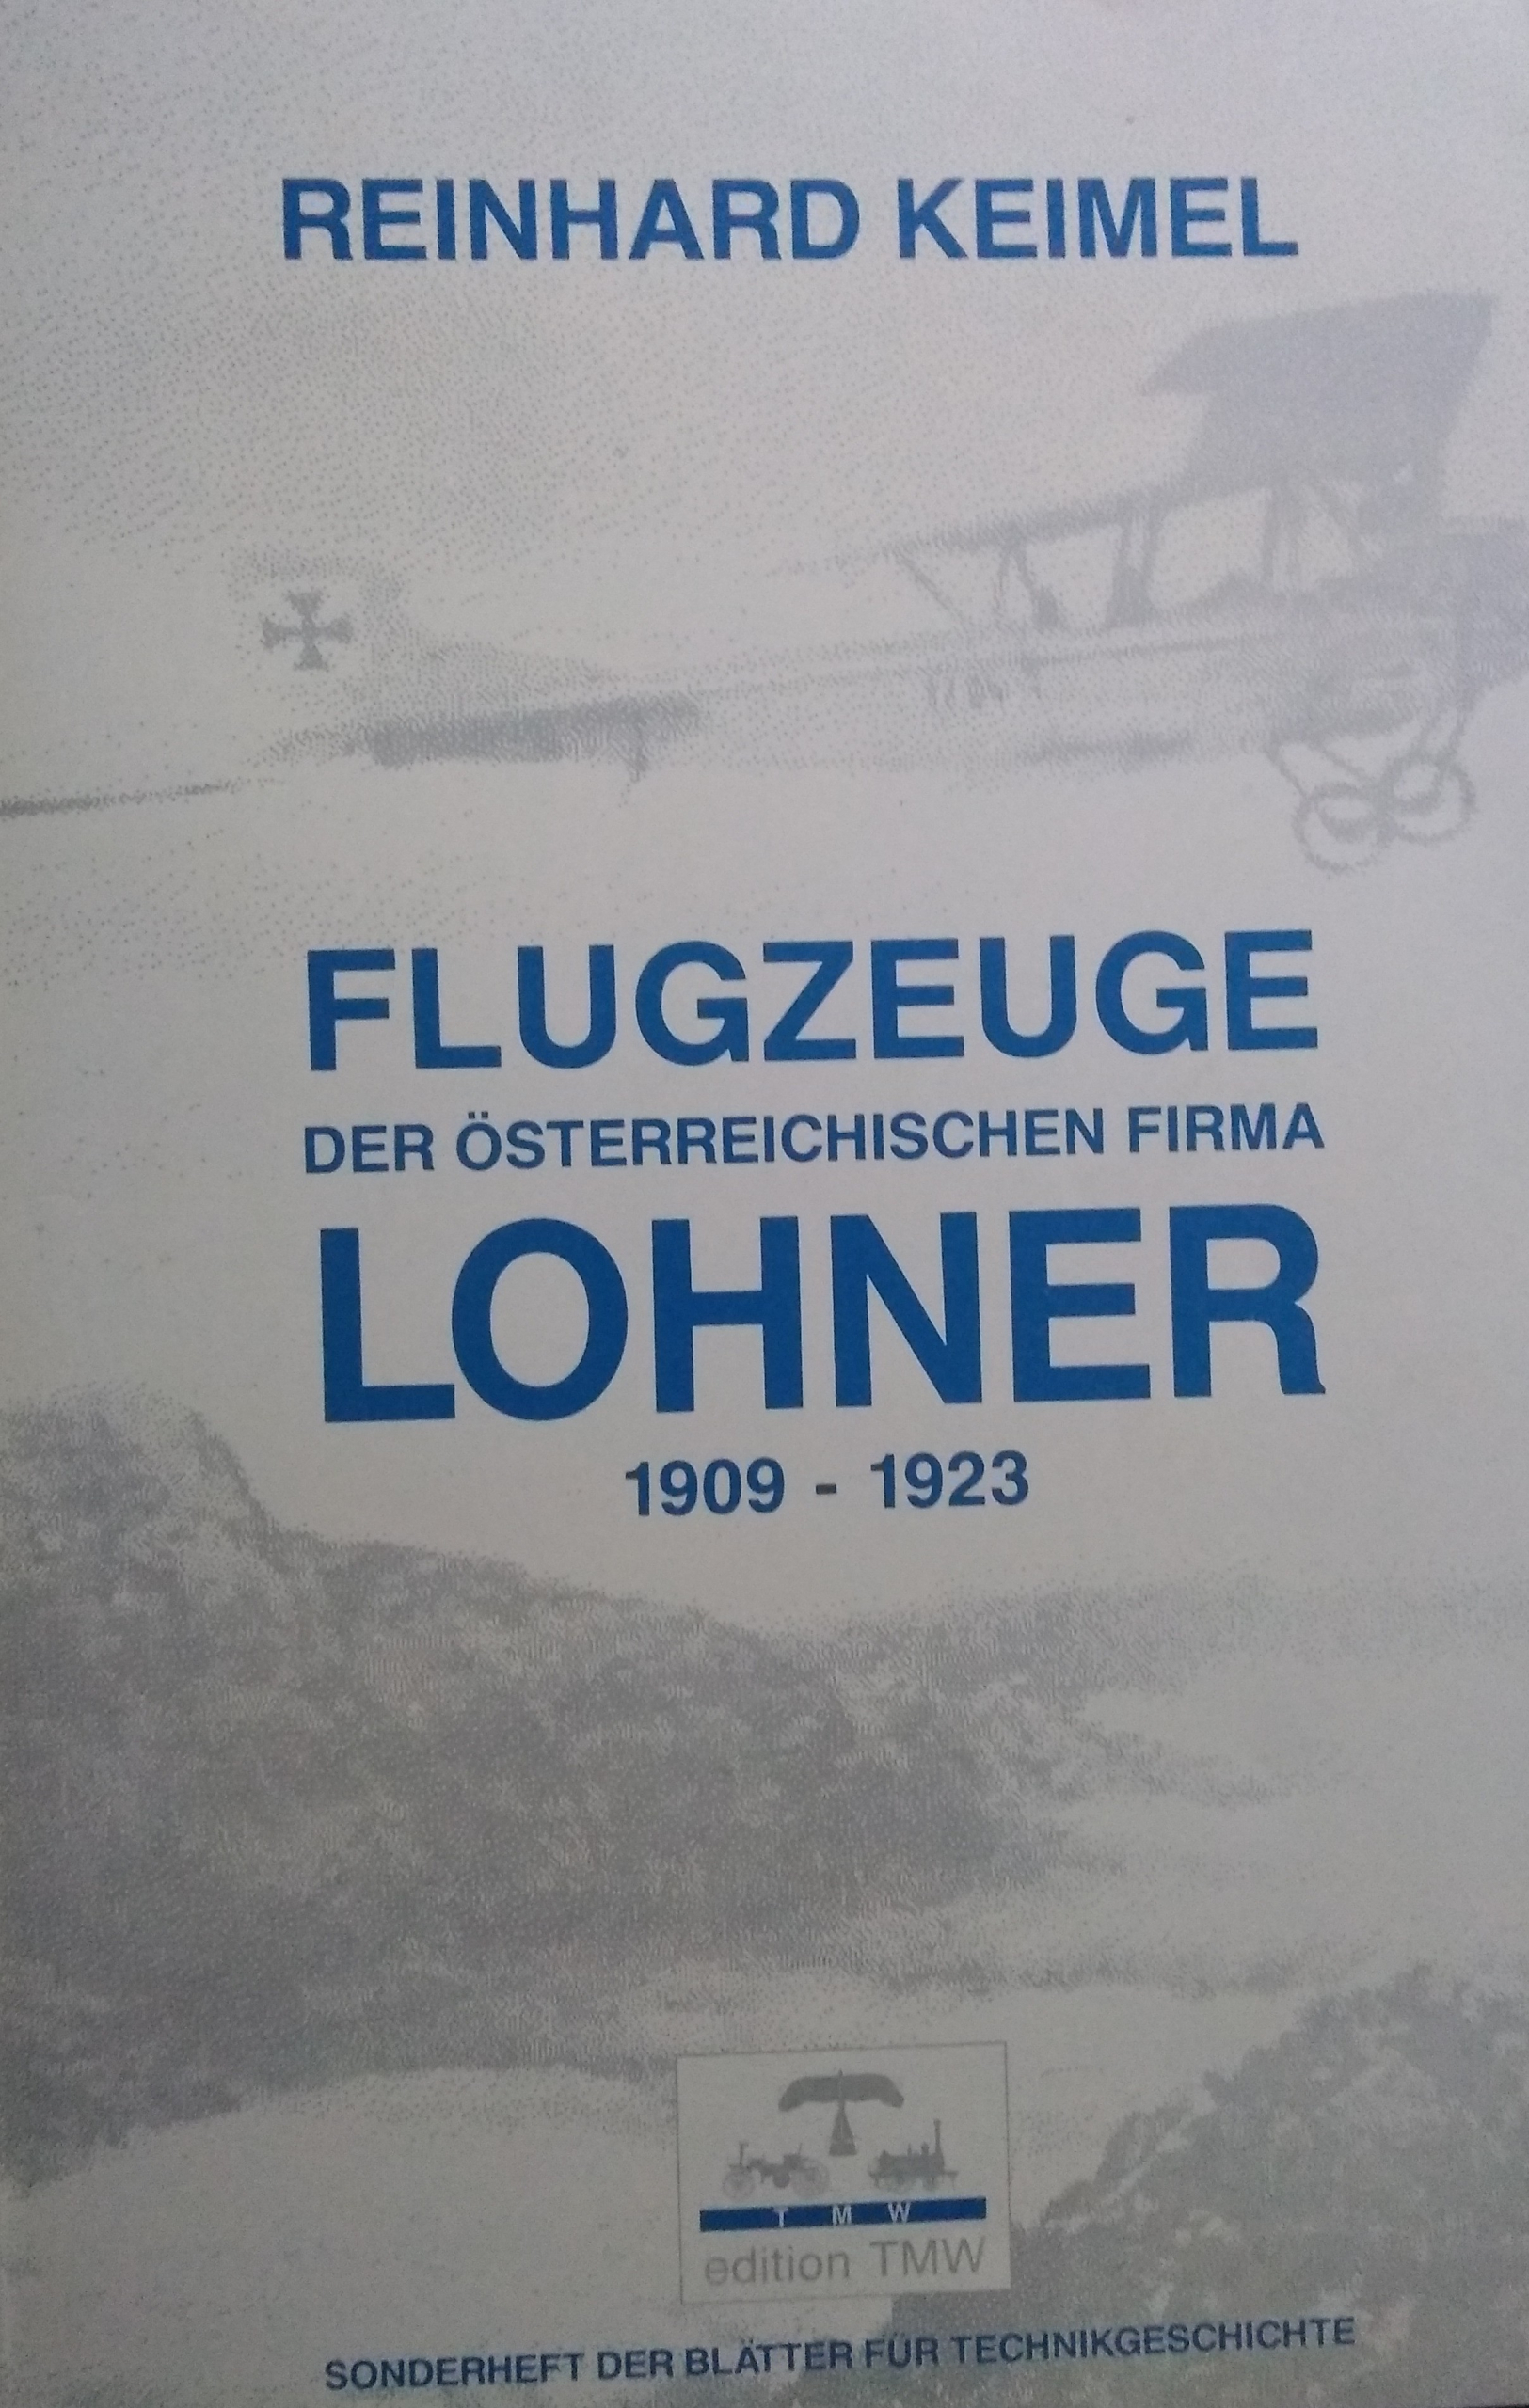 REINHARD KEIMEL
FLUGZEUGE
DER ÖSTERREICHISCHEN FIRMA
LOHNER
1909 - 1923
T M W
edition TMW
SONDERHEFT DER BLÄTTER FÜR TECHNIKGESCHICHTE